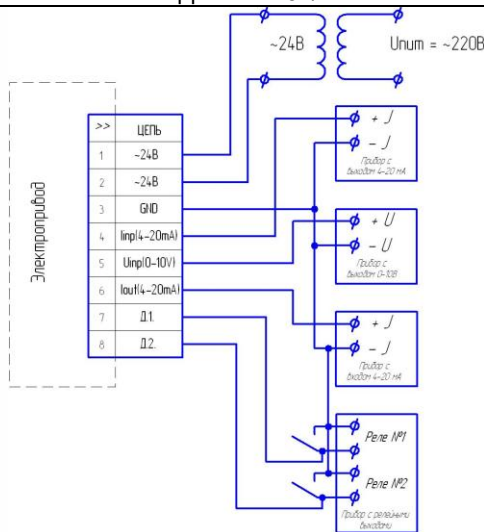 ~24В
Uпит = ~220В
Электропривод
>> ЦЕПЬ
1 ~24В
2 ~24В
3 GND
4 Iinp(4-20mA)
5 Uinp(0-10V)
6 Iout(4-20mA)
7 Д.1.
8 Д.2.
+ J
- J
Прибор с
выходом 4-20 мА
+ U
- U
Прибор с
выходом 0-10В
+ J
- J
Прибор с
входом 4-20 мА
Реле №1
Реле №2
Прибор с релейными
выходами